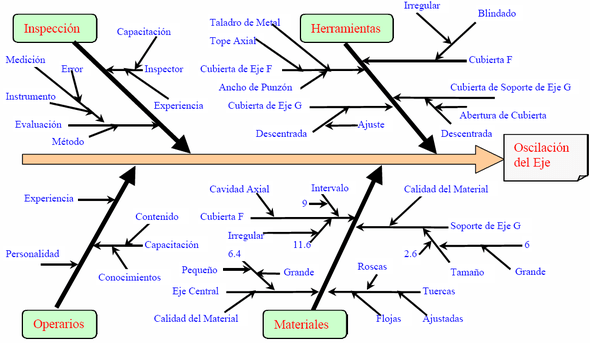 Inspección
Capacitación
Medición
Error
Inspector
Instrumento
Experiencia
Evaluación
Método
Herramientas
Irregular
Blindado
Taladro de Metal
Tope Axial
Cubierta F
Cubierta de Eje F
Ancho de Punzón
Cubierta de Soporte de Eje G
Cubierta de Eje G
Abertura de Cubierta
Ajuste
Descentrada
Descentrada
Oscilación
del Eje
Experiencia
Contenido
Personalidad
Capacitación
Conocimientos
Operarios
Cavidad Axial
Intervalo
9
Calidad del Material
Cubierta F
Soporte de Eje G
Irregular
11.6
6
6.4
2.6
Pequeño
Grande
Roscas
Tamaño
Grande
Eje Central
Tuercas
Calidad del Material
Flojas
Ajustadas
Materiales